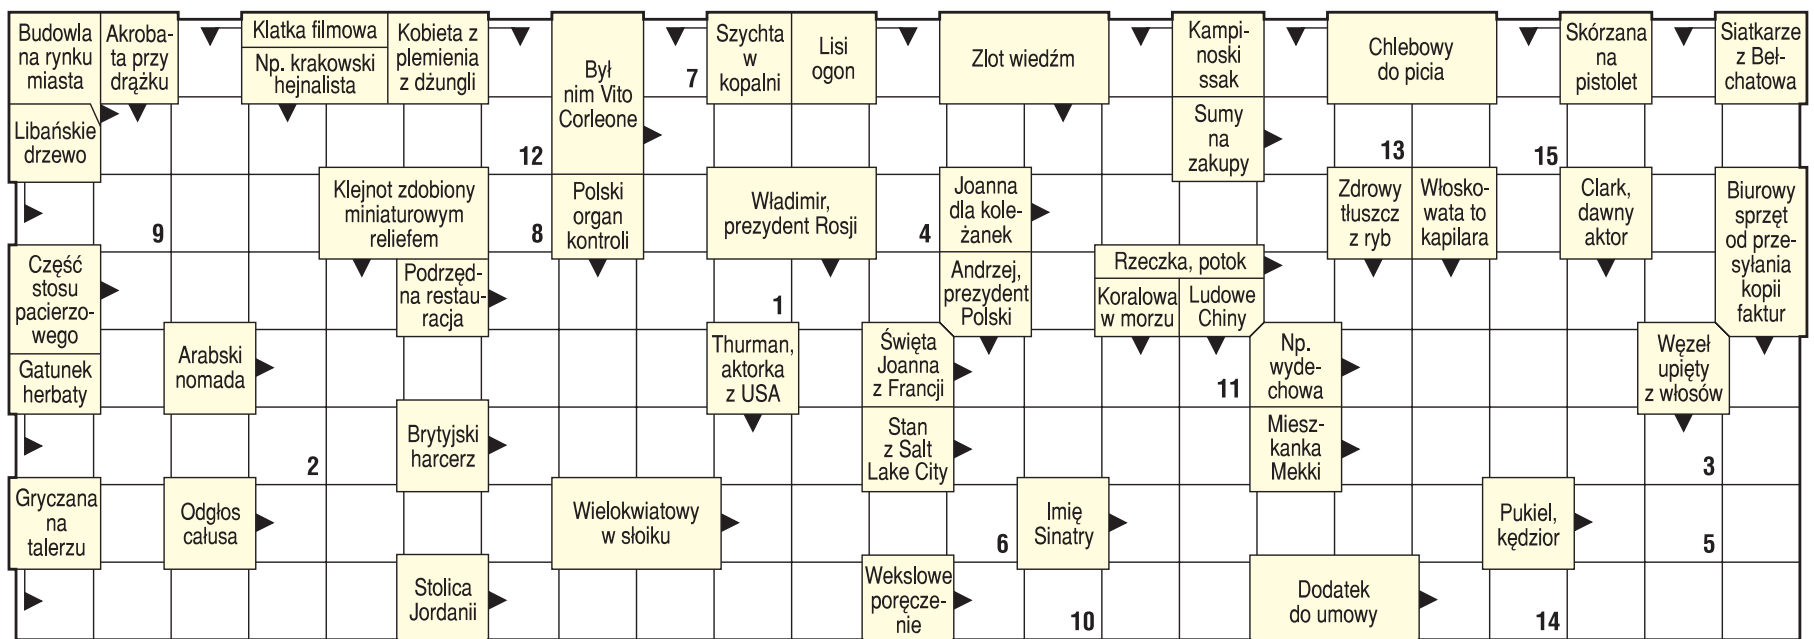 Budowla
na rynku
miasta
Akroba-
ta przy
drążku
Klatka filmowa
Np. krakowski
hejnalista
Kobieta z
plemienia
z dżungli
Był
nim Vito
Corleone
7
Szychta
w
kopalni
Lisi
ogon
Zlot wiedźm
Kampi-
noski
ssak
Chlebowy
do picia
Skórzana
na
pistolet
Siatkarze
z Beł-
chatowa
Libańskie
drzewo
12
Sumy
na
zakupy
13
15
9
Klejnot zdobiony
miniaturowym
reliefem
8
Polski
organ
kontroli
Władimir,
prezydent Rosji
4
Joanna
dla kole-
żanek
Zdrowy
tłuszcz
z ryb
Włosko-
wata to
kapilara
Clark,
dawny
aktor
Biurowy
sprzęt
od prze-
syłania
kopii
faktur
Część
stosu
pacierzo-
wego
Podrzęd-
na restau-
racja
1
Andrzej,
prezydent
Polski
Rzeczka, potok
Koralowa
w morzu
Ludowe
Chiny
Gatunek
herbaty
Arabski
nomada
Thurman,
aktorka
z USA
Święta
Joanna
z Francji
11
Np.
wyde-
chowa
Węzeł
upięty
z włosów
2
Brytyjski
harcerz
Stan
z Salt
Lake City
Miesz-
kanka
Mekki
3
Gryczana
na
talerzu
Odgłos
całusa
Wielokwiatowy
w słoiku
6
Imię
Sinatry
Pukiel,
kędzior
5
Stolica
Jordanii
Wekslowe
poręcze-
nie
10
Dodatek
do umowy
14